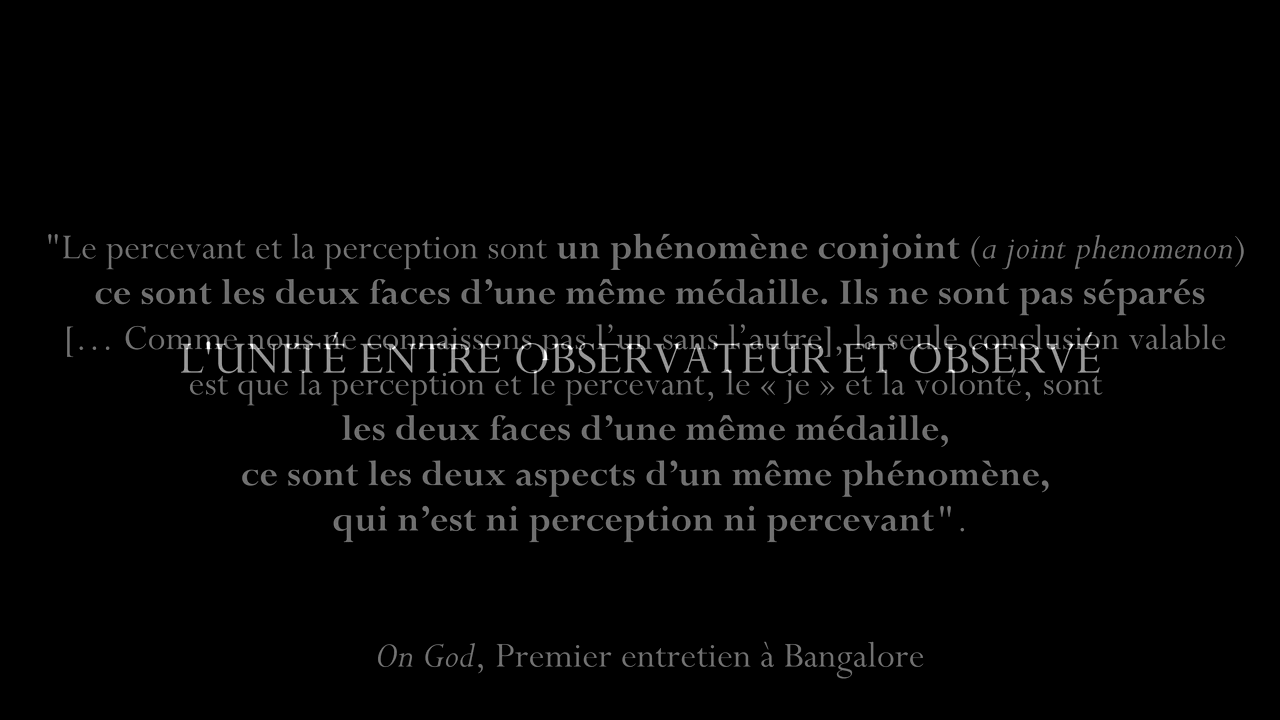 "Le percevant et la perception sont un phénomène conjoint (a joint phenomenon)
ce sont les deux faces d’une même médaille. Ils ne sont pas séparés
[… Comme nous ne connaissons pas l’un sans l’autre], la seule conclusion valable
L'UNITÉ ENTRE OBSERVATEUR ET OBSERVÉ
est que la perception et le percevant, le « je » et la volonté, sont
les deux faces d’une même médaille,
ce sont les deux aspects d’un même phénomène,
qui n’est ni perception ni percevant".
On God, Premier entretien à Bangalore